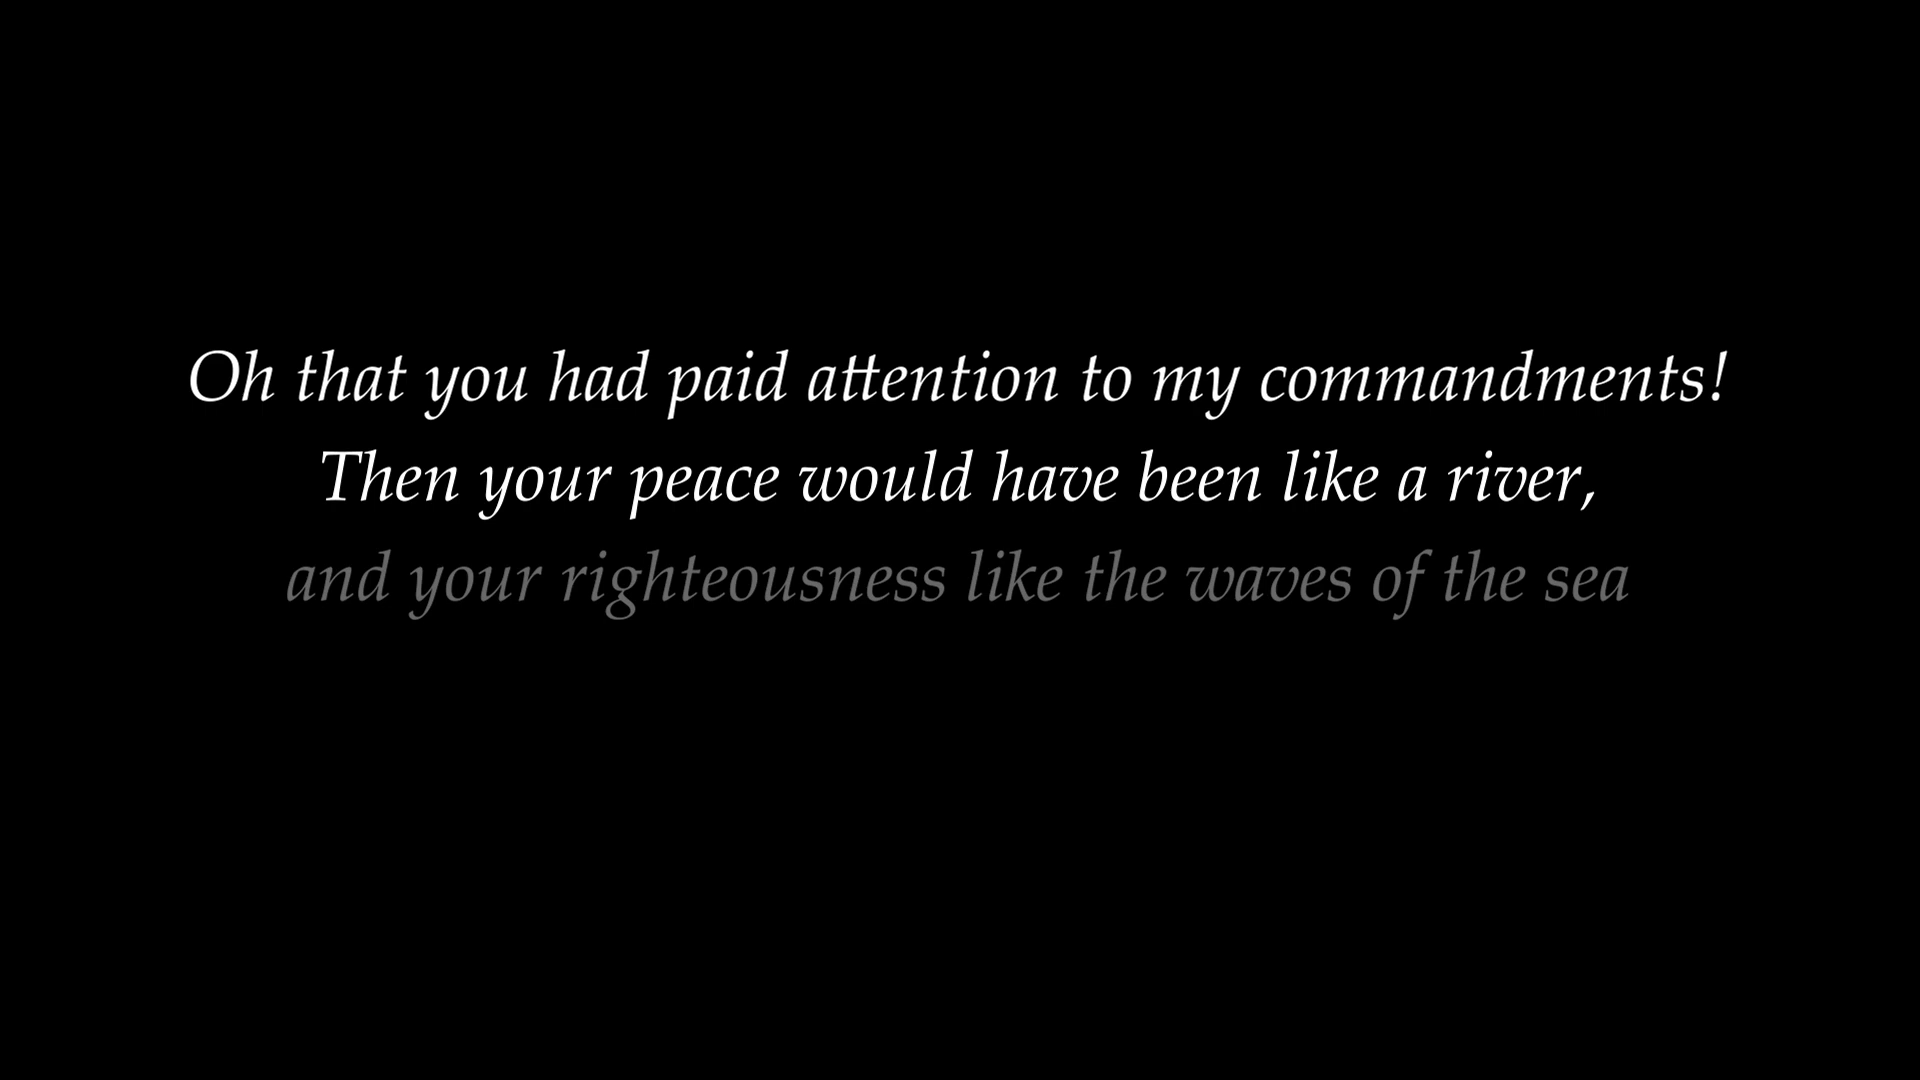 Oh that you had paid attention to my commandments!
Then your peace would have been like a river,
and your righteousness like the waves of the sea